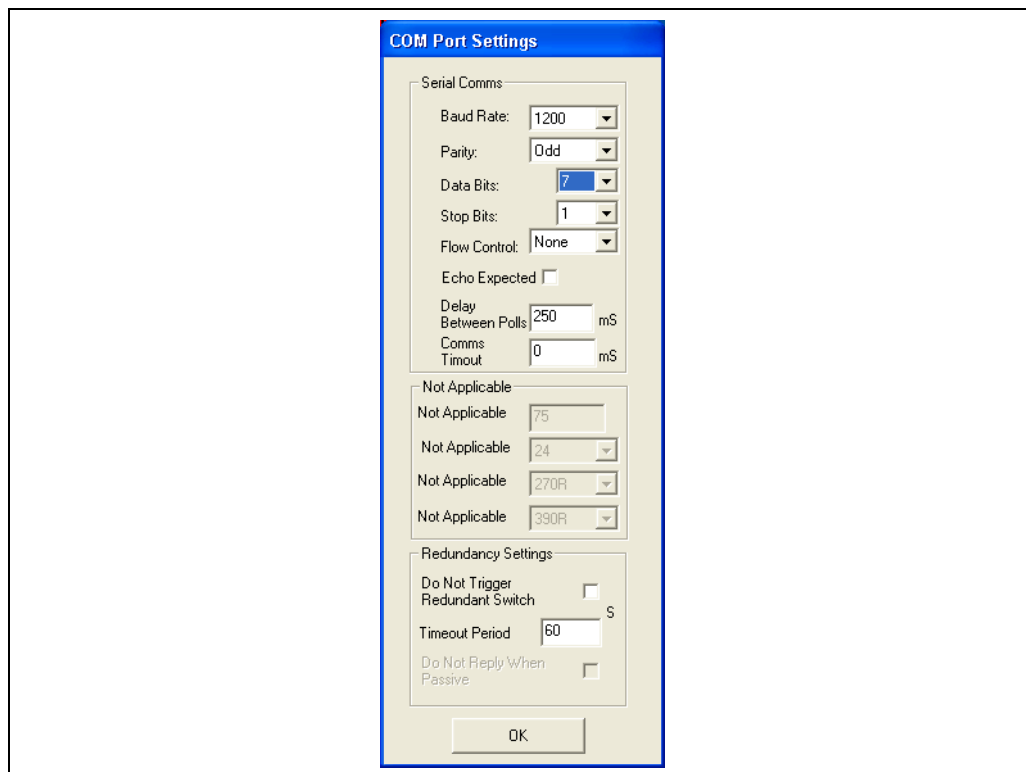 COM Port Settings
Serial Comms
Baud Rate: 1200
Parity: Odd
Data Bits: 7
Stop Bits: 1
Flow Control: None
Echo Expected
Delay
Between Polls 250 mS
Comms
Timout 0 mS
Not Applicable
Not Applicable 75
Not Applicable 24
Not Applicable 270R
Not Applicable 390R
Redundancy Settings
Do Not Trigger
Redundant Switch
S
Timeout Period 60
Do Not Reply When
Passive
OK